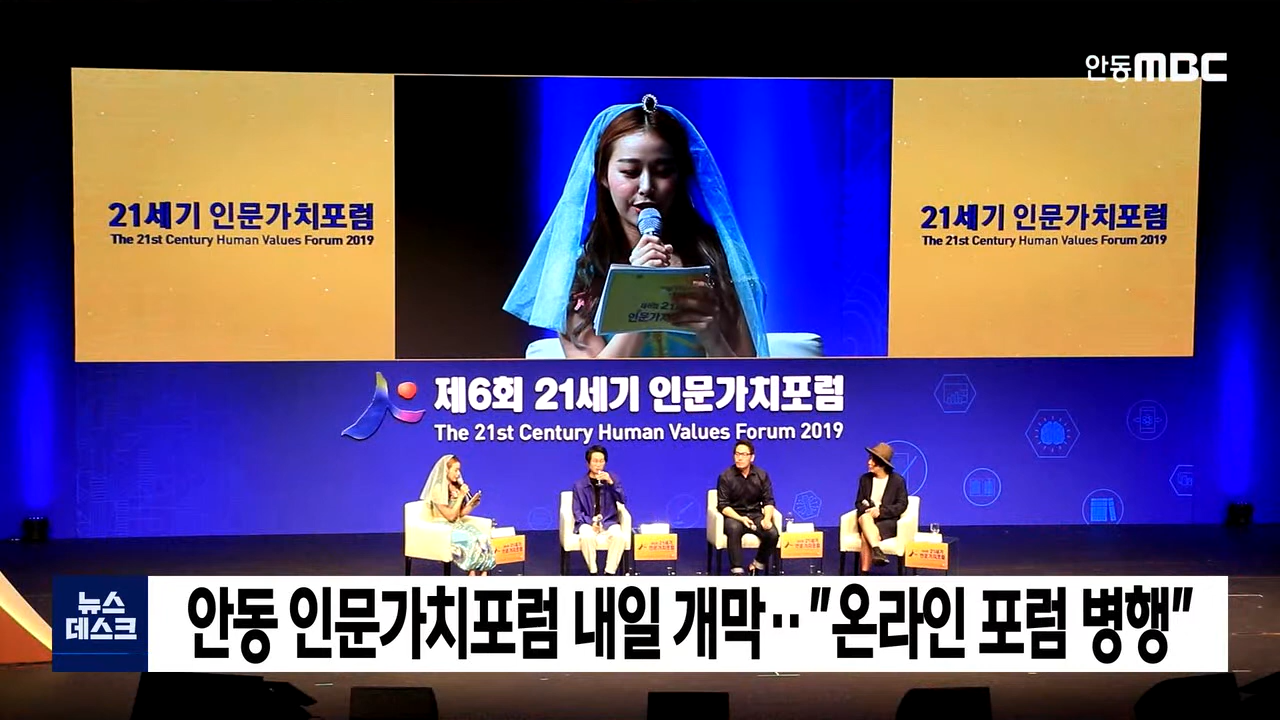 안동MBC
21세기 인문가치포럼
The 21st Century Human Values Forum 2019
21세기 인문가치포럼
The 21st Century Human Values Forum 2019
제6회 21세기 인문가치포럼
The 21st Century Human Values Forum 2019
뉴스
데스크
안동 인문가치포럼 내일 개막‥"온라인 포럼 병행"